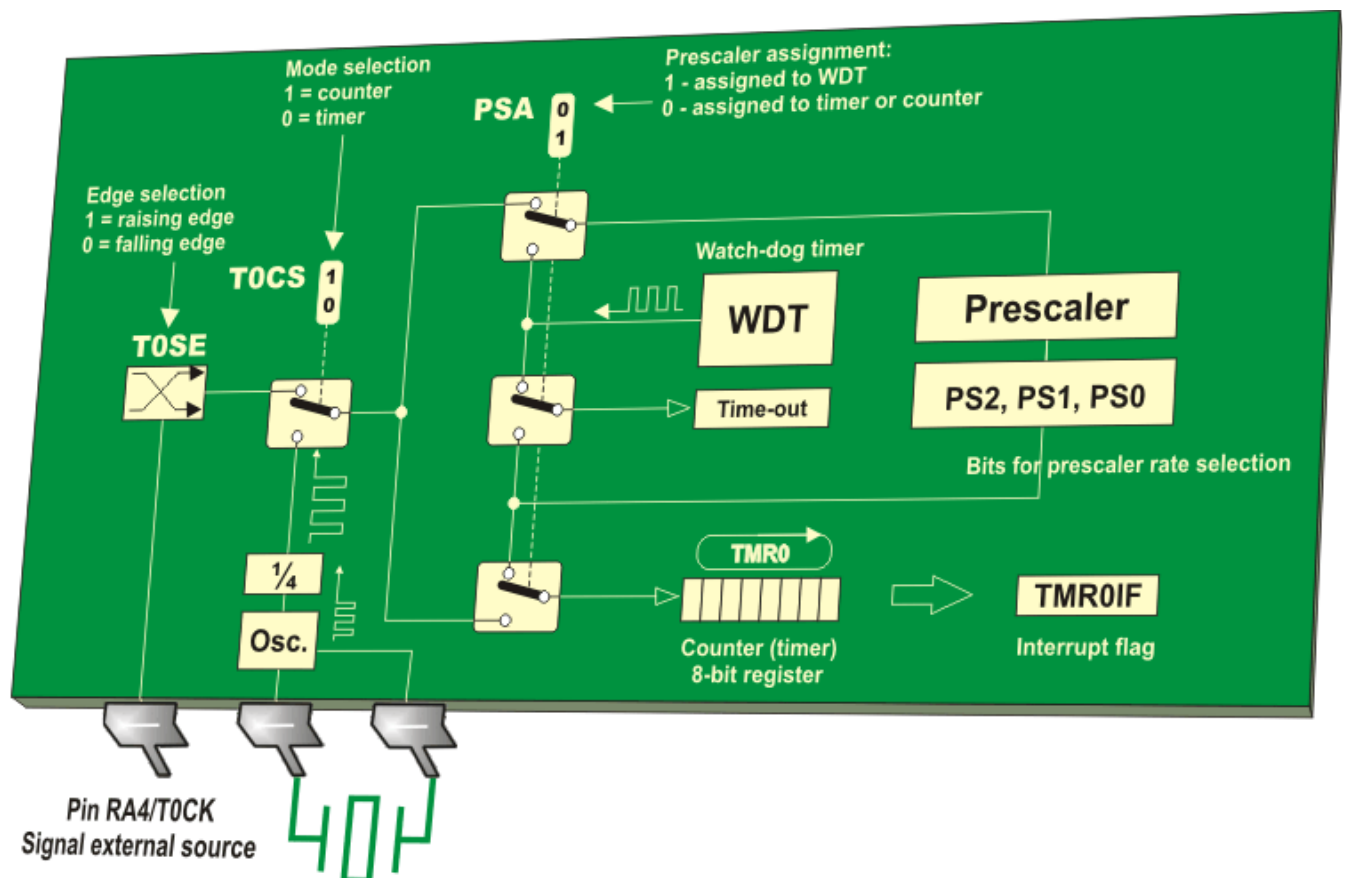 Mode selection
1 = counter
0 = timer
Prescaler assignment:
1 - assigned to WDT
0 - assigned to timer or counter
PSA
0
1
Edge selection
1 = raising edge
0 = falling edge
T0CS
1
0
T0SE
Watch-dog timer
WDT
Prescaler
Time-out
PS2, PS1, PS0
Bits for prescaler rate selection
¼
Osc.
TMR0
TMR0IF
Counter (timer)
8-bit register
Interrupt flag
Pin RA4/T0CK
Signal external source